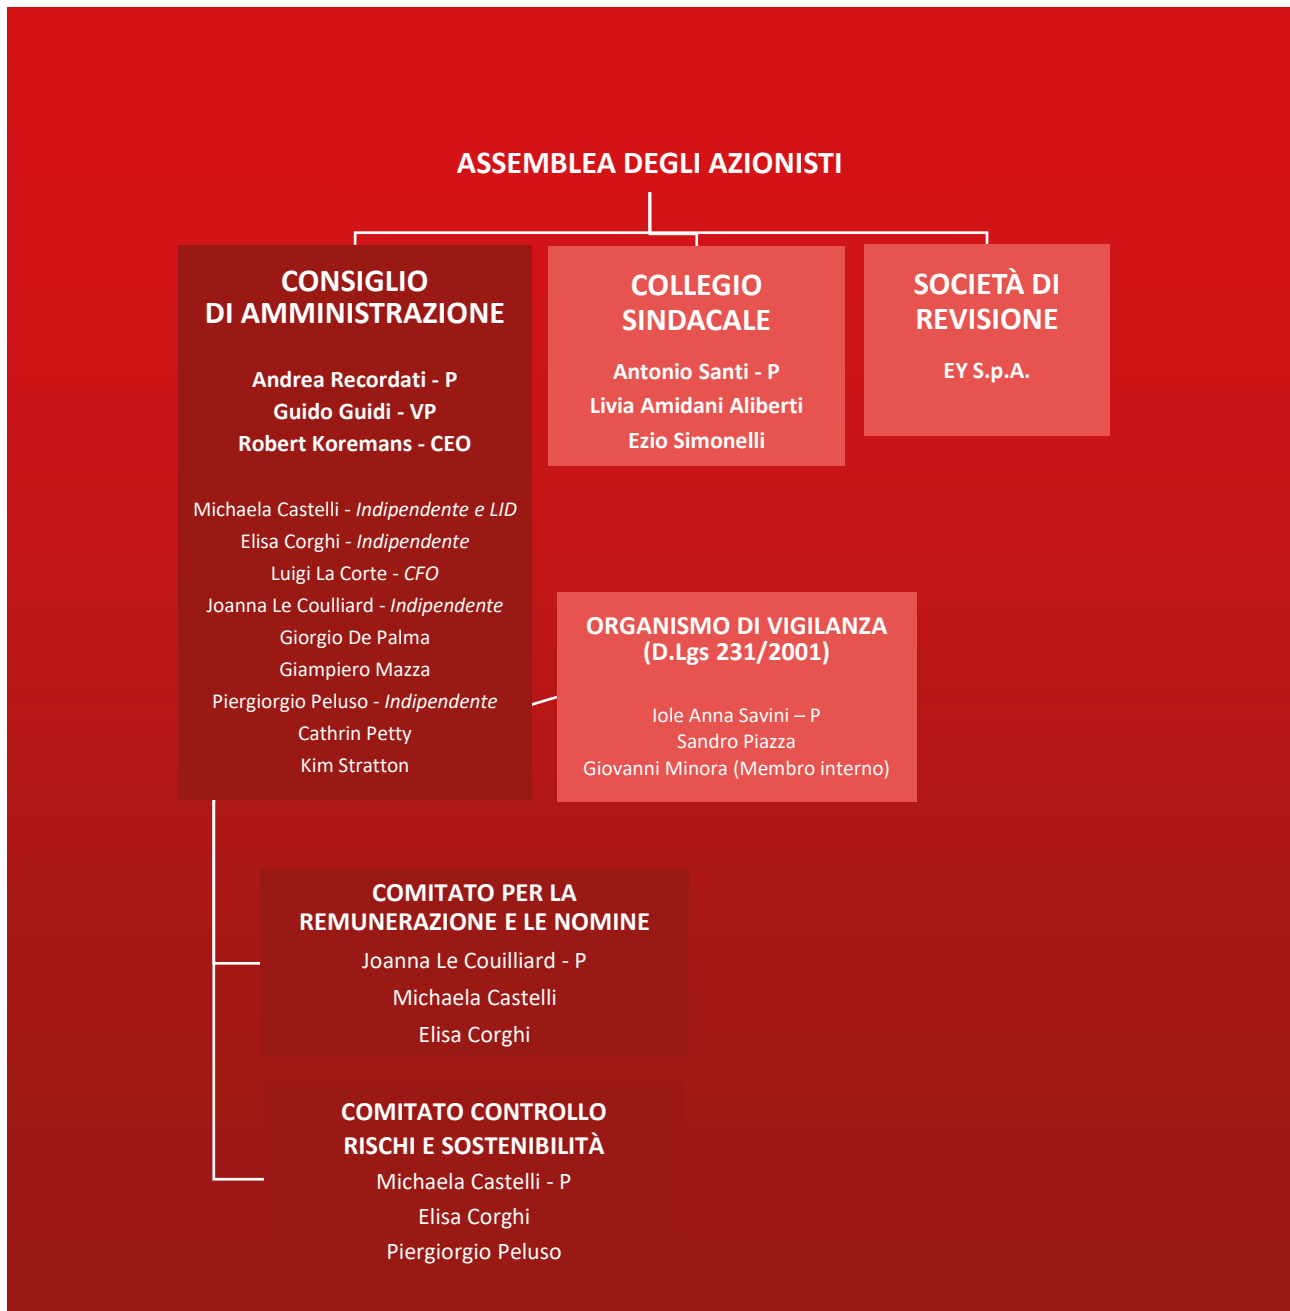 ASSEMBLEA DEGLI AZIONISTI
CONSIGLIO
DI AMMINISTRAZIONE
Andrea Recordati - P
Guido Guidi - VP
Robert Koremans - CEO
Michaela Castelli - Indipendente e LID
Elisa Corghi - Indipendente
Luigi La Corte - CFO
Joanna Le Coulliard - Indipendente
Giorgio De Palma
Giampiero Mazza
Piergiorgio Peluso - Indipendente
Cathrin Petty
Kim Stratton
COLLEGIO
SINDACALE
Antonio Santi - P
Livia Amidani Aliberti
Ezio Simonelli
SOCIETÀ DI
REVISIONE
EY S.p.A.
ORGANISMO DI VIGILANZA
(D.Lgs 231/2001)
Iole Anna Savini – P
Sandro Piazza
Giovanni Minora (Membro interno)
COMITATO PER LA
REMUNERAZIONE E LE NOMINE
Joanna Le Couilliard - P
Michaela Castelli
Elisa Corghi
COMITATO CONTROLLO
RISCHI E SOSTENIBILITÀ
Michaela Castelli - P
Elisa Corghi
Piergiorgio Peluso